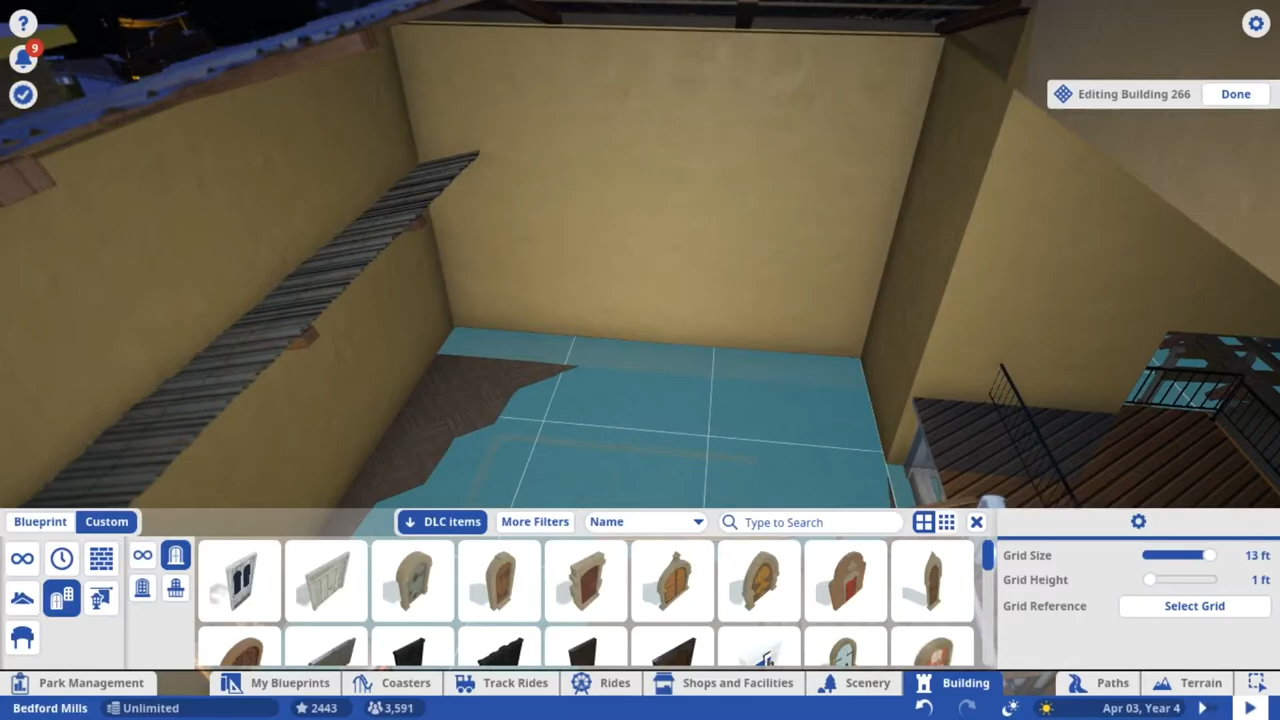 ?
9
Editing Building 266
Done
Blueprint
Custom
DLC items
More Filters
Name
Type to Search
Grid Size
13 ft
Grid Height
1 ft
Grid Reference
Select Grid
Park Management
My Blueprints
Coasters
Track Rides
Rides
Shops and Facilities
Scenery
Building
Paths
Terrain
Bedford Mills
Unlimited
2443
3,591
Apr 03, Year 4